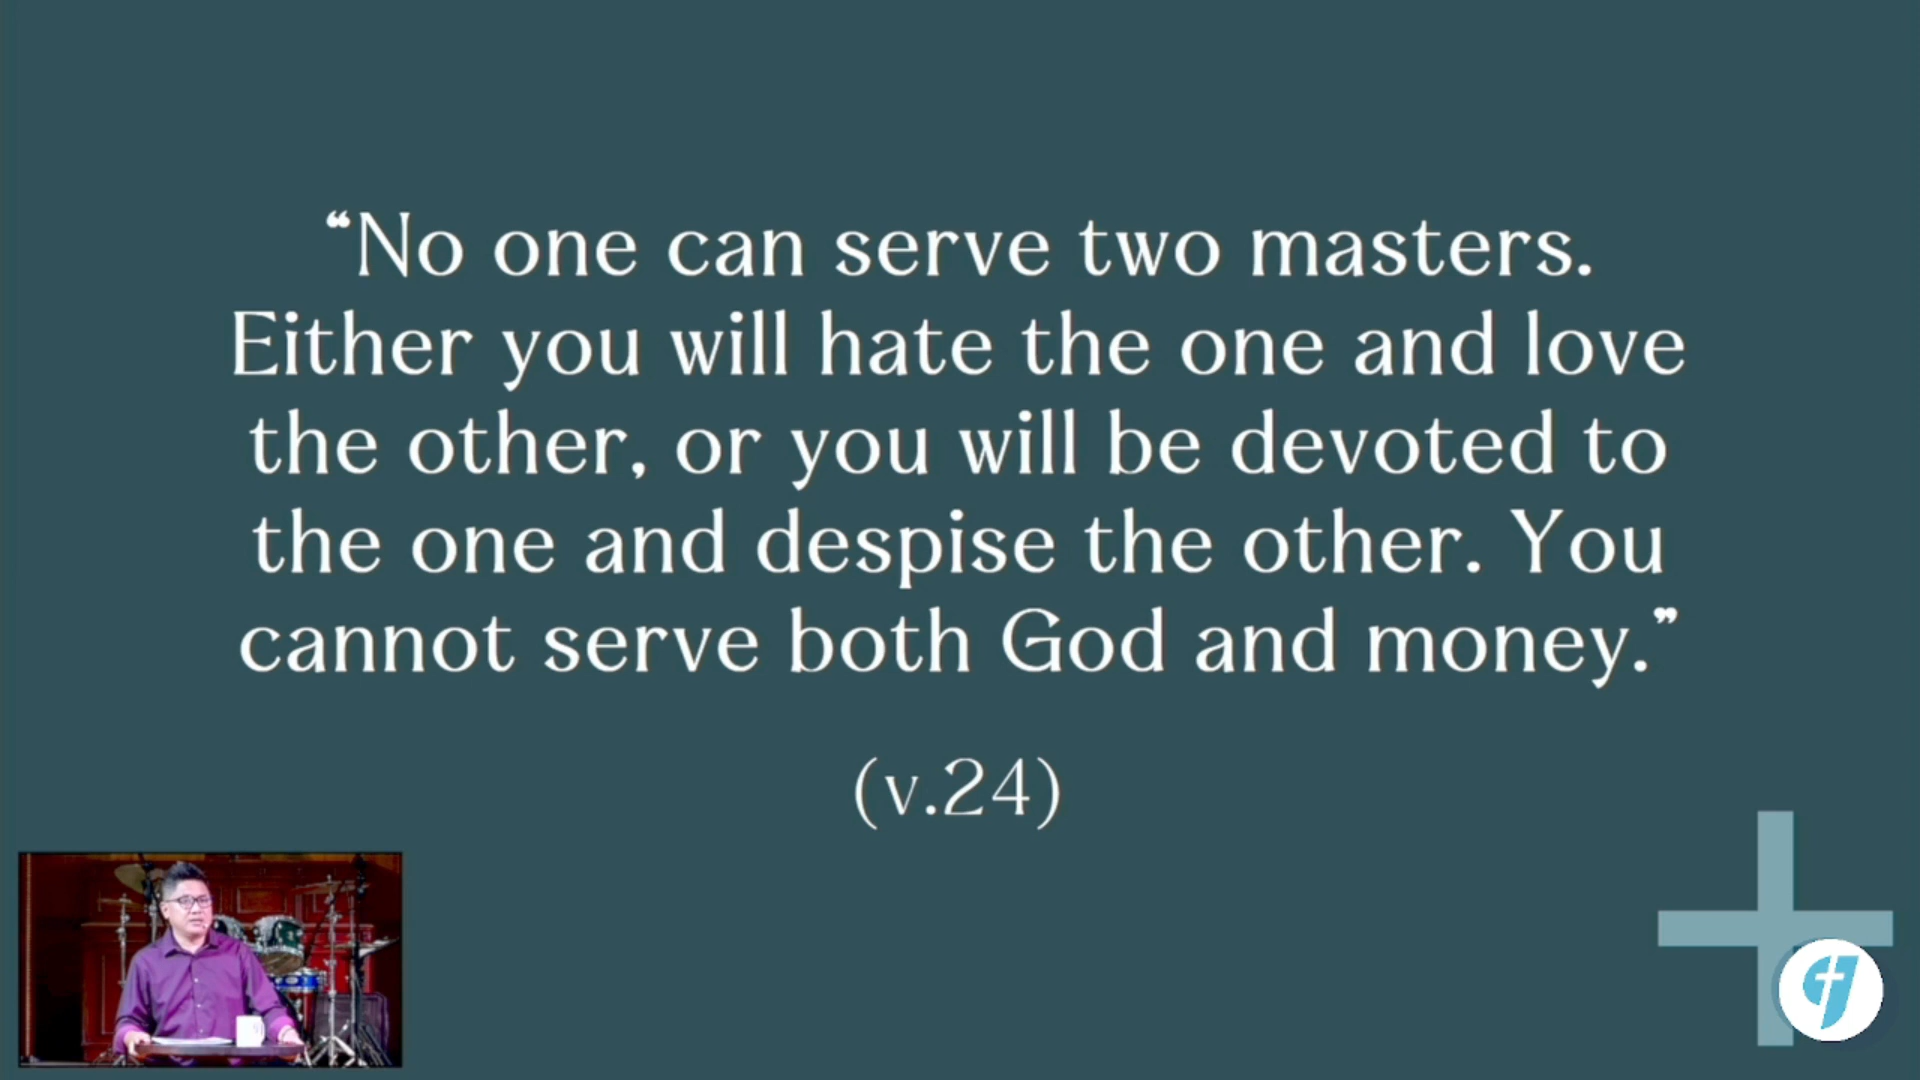 “No one can serve two masters.
Either you will hate the one and love
the other, or you will be devoted to
the one and despise the other. You
cannot serve both God and money.”
(v.24)